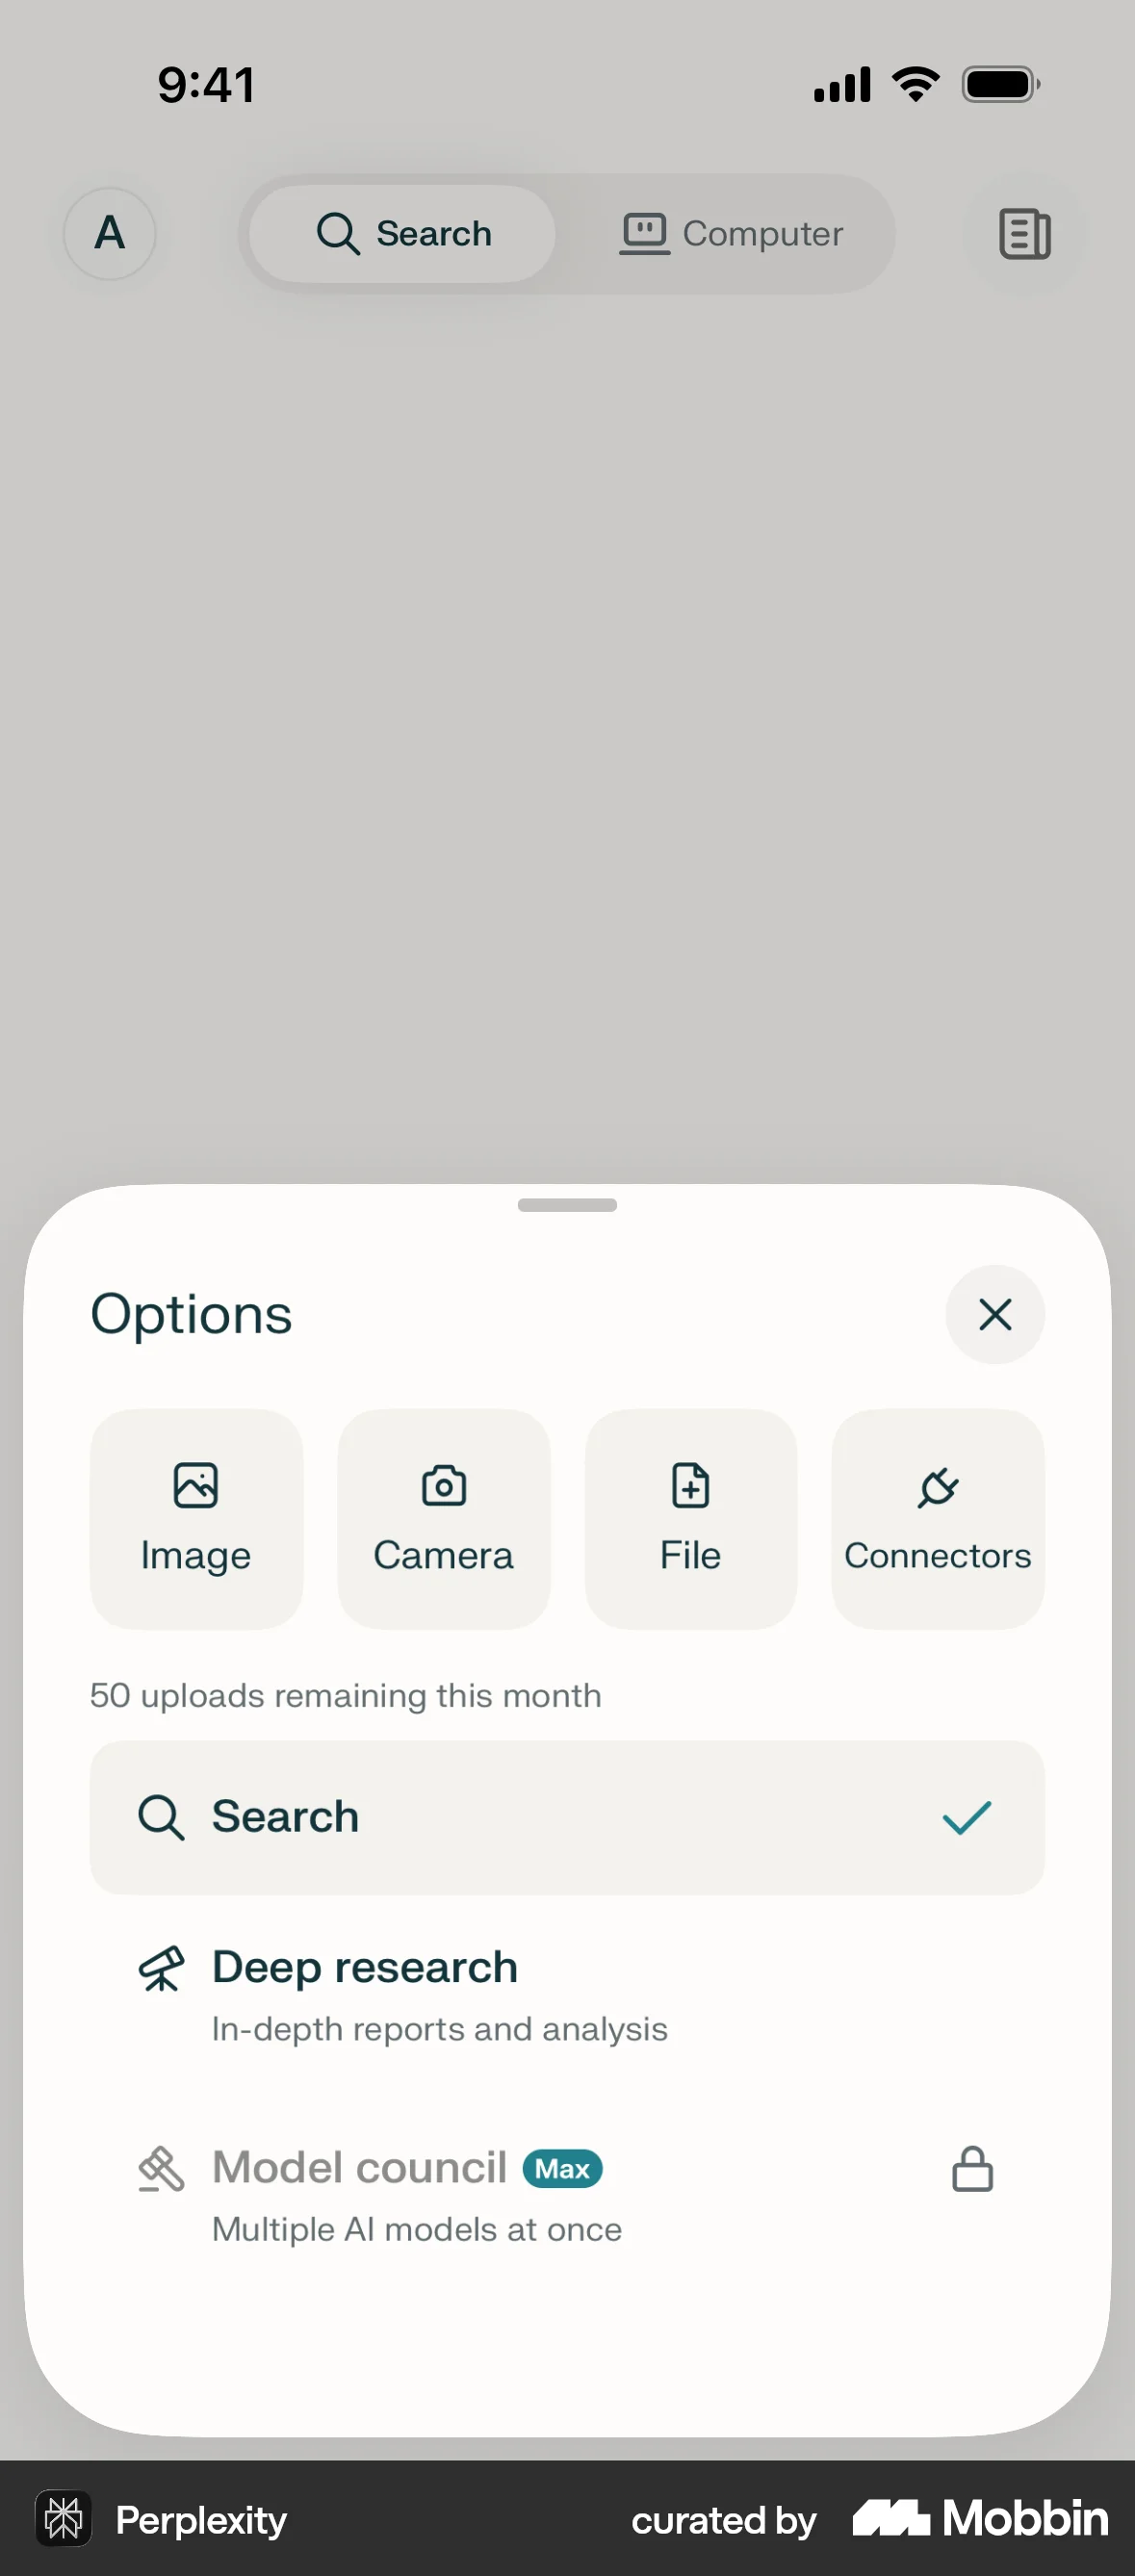 9:41
A
Search
Computer
Options
Image
Camera
File
Connectors
50 uploads remaining this month
Search
Deep research
In-depth reports and analysis
Model council Max
Multiple AI models at once
Perplexity
curated by Mobbin